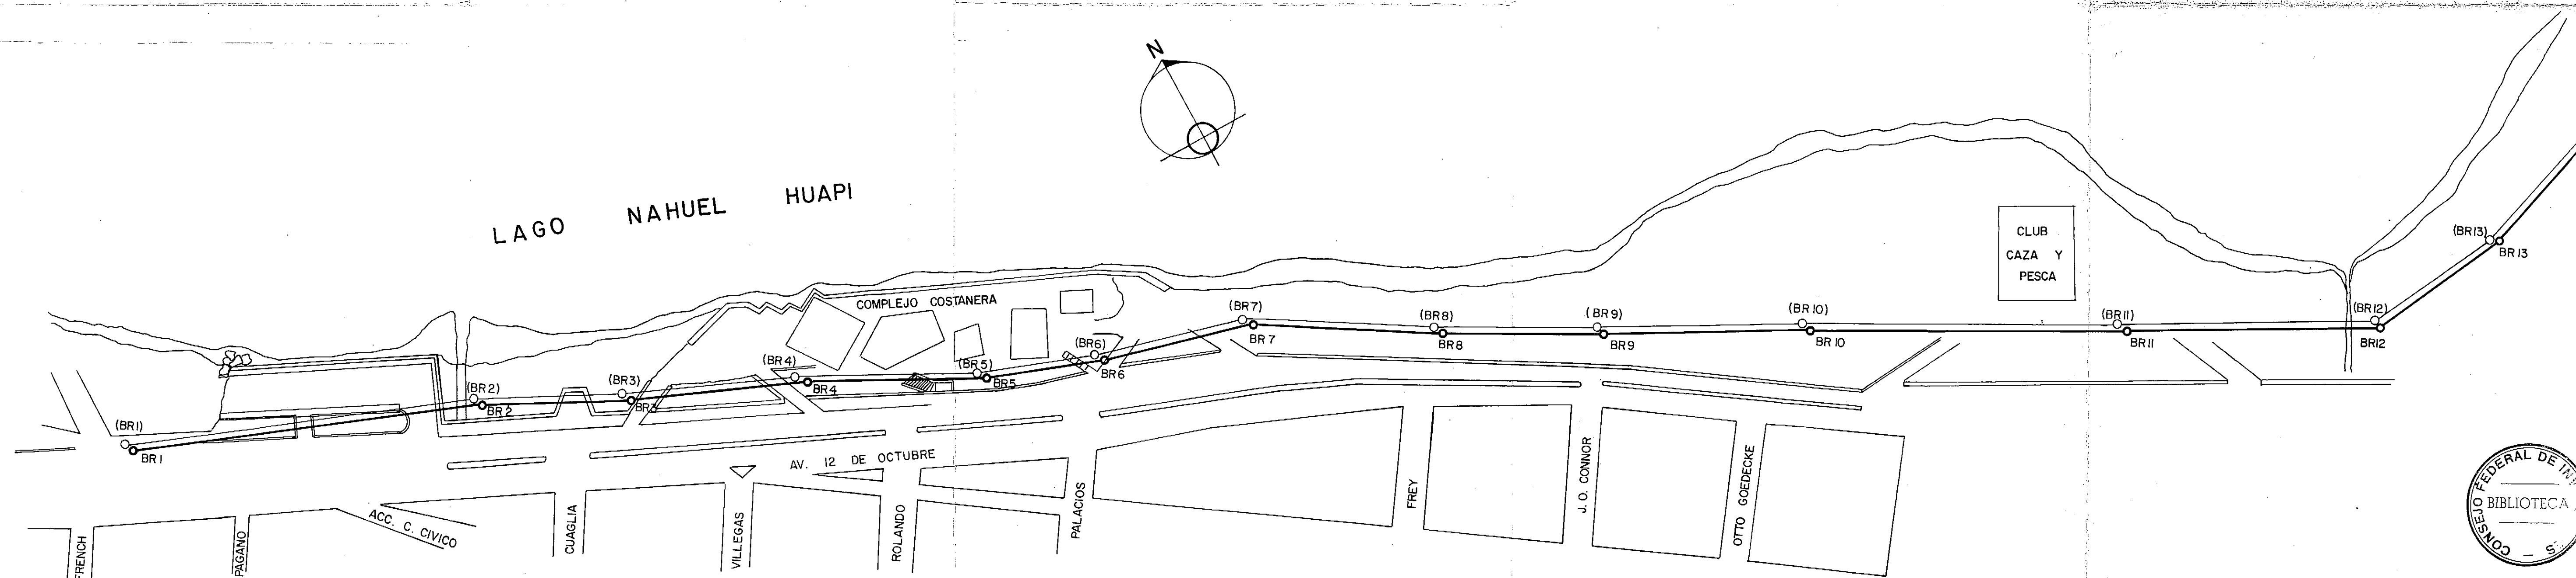 N
LAGO NAHUEL HUAPI
COMPLEJO COSTANERA
CLUB
CAZA Y
PESCA
(BR1)
BR1
(BR2)
BR2
(BR3)
BR3
(BR4)
BR4
(BR5)
BR5
(BR6)
BR6
(BR7)
BR7
(BR8)
BR8
(BR9)
BR9
(BR10)
BR10
(BR11)
BR11
(BR12)
BR12
(BR13)
BR13
AV. 12 DE OCTUBRE
ACC. C. CIVICO
FRENCH
PAGANO
CUAGLIA
VILLEGAS
ROLANDO
PALACIOS
FREY
J. O. CONNOR
OTTO GOEDECKE
CONSEJO FEDERAL DE IN
BIBLIOTECA